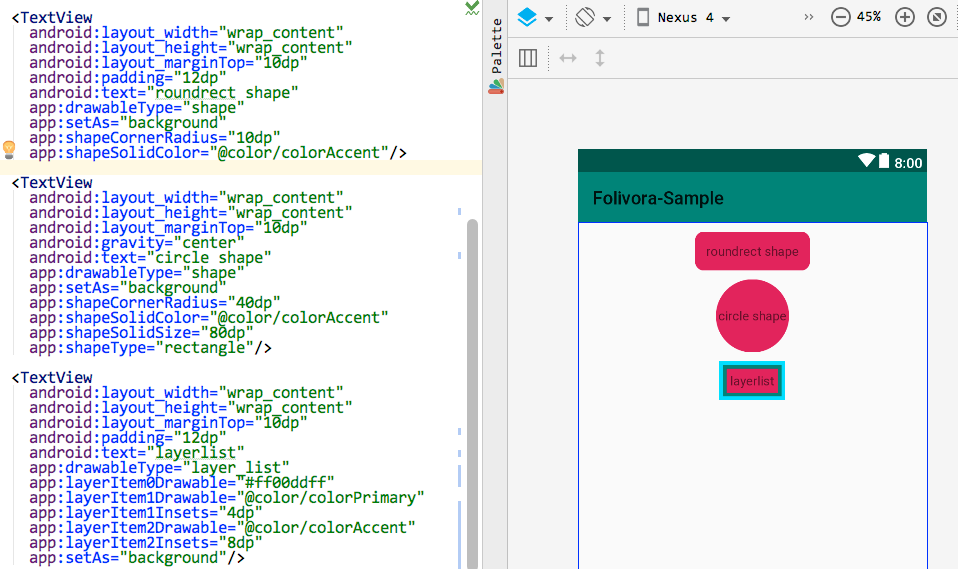 <TextView
android:layout_width="wrap_content"
android:layout_height="wrap_content"
android:layout_marginTop="10dp"
android:padding="12dp"
android:text="roundrect shape"
app:drawableType="shape"
app:setAs="background"
app:shapeCornerRadius="10dp"
app:shapeSolidColor="@color/colorAccent"/>
<TextView
android:layout_width="wrap_content"
android:layout_height="wrap_content"
android:layout_marginTop="10dp"
android:gravity="center"
android:text="circle shape"
app:drawableType="shape"
app:setAs="background"
app:shapeCornerRadius="40dp"
app:shapeSolidColor="@color/colorAccent"
app:shapeSolidSize="80dp"
app:shapeType="rectangle"/>
<TextView
android:layout_width="wrap_content"
android:layout_height="wrap_content"
android:layout_marginTop="10dp"
android:padding="12dp"
android:text="layerlist"
app:drawableType="layer_list"
app:layerItem0Drawable="#ff00ddff"
app:layerItem1Drawable="@color/colorPrimary"
app:layerItem1Insets="4dp"
app:layerItem2Drawable="@color/colorAccent"
app:layerItem2Insets="8dp"
app:setAs="background"/>
Palette
Nexus 4
45%
8:00
Folivora-Sample
roundrect shape
circle shape
layerlist